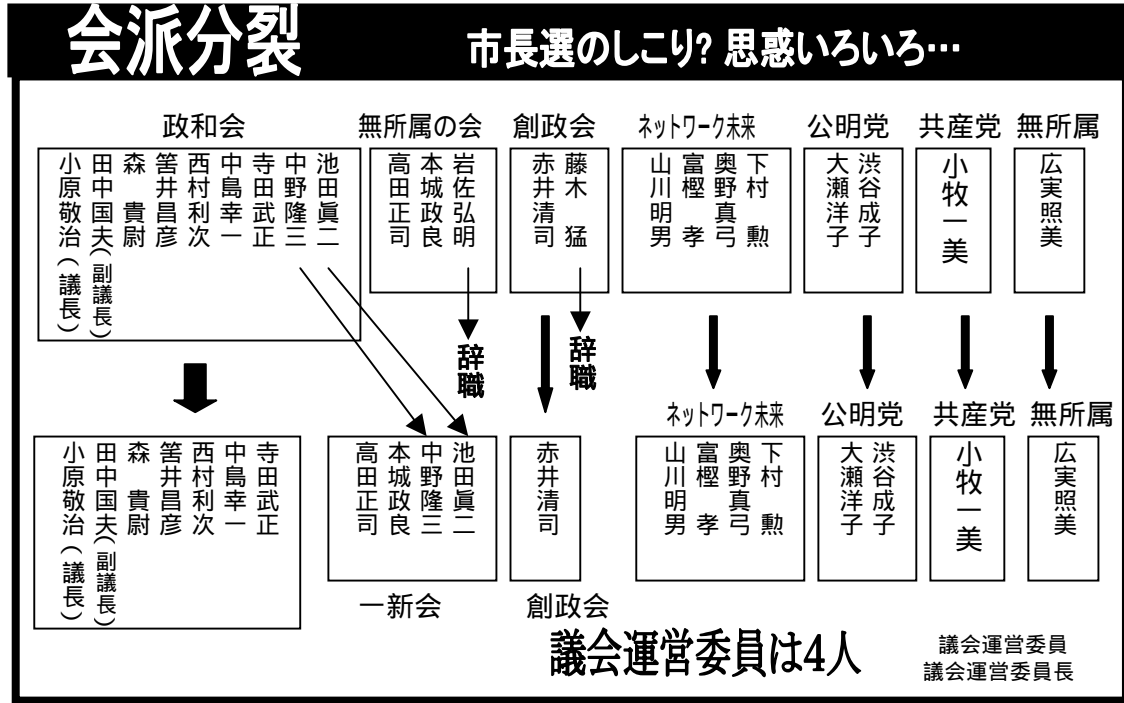 会派分裂
市長選のしこり? 思惑いろいろ…
政和会
池田眞二
中野隆三
寺田武正
中島幸一
西村利次
筈井昌彦
森 貴尉
田中国夫(副議長)
小原敬治(議長)
無所属の会
岩佐弘明
本城政良
高田正司
創政会
藤木 猛
赤井清司
ネットワーク未来
下村 勲
奥野真弓
富樫 孝
山川明男
公明党
渋谷成子
大瀬洋子
共産党
小牧一美
無所属
広実照美
辞職
辞職
寺田武正
中島幸一
西村利次
筈井昌彦
森 貴尉
田中国夫(副議長)
小原敬治(議長)
池田眞二
中野隆三
本城政良
高田正司
一新会
赤井清司
創政会
ネットワーク未来
下村 勲
奥野真弓
富樫 孝
山川明男
公明党
渋谷成子
大瀬洋子
共産党
小牧一美
無所属
広実照美
議会運営委員は4人
議会運営委員
議会運営委員長